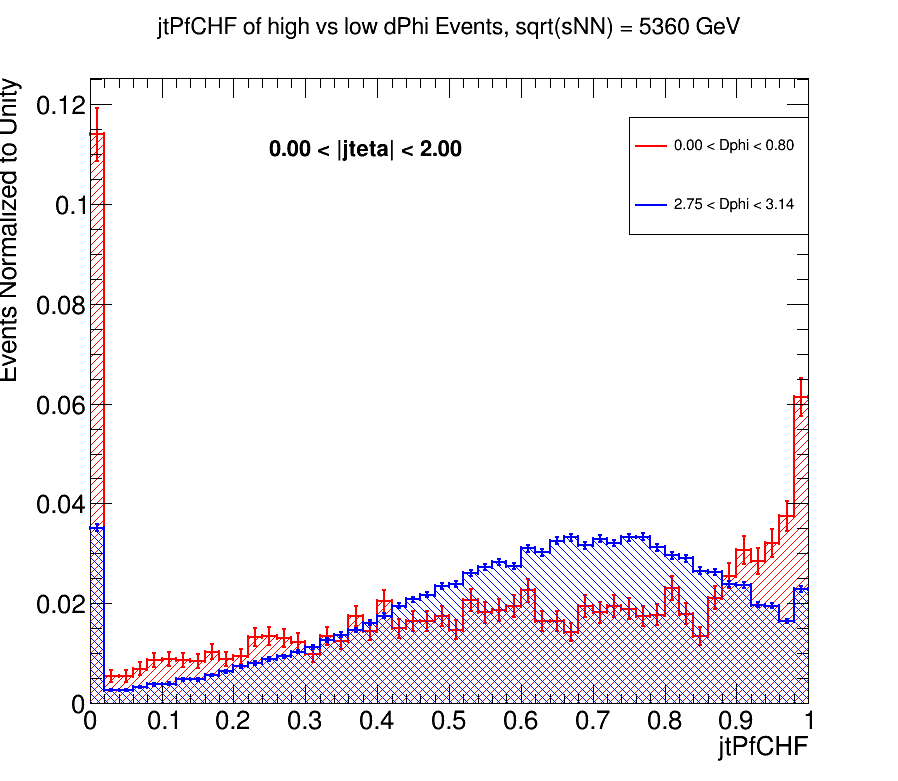 jtPfCHF of high vs low dPhi Events, sqrt(sNN) = 5360 GeV
Events Normalized to Unity
0.12
0.1
0.08
0.06
0.04
0.02
0
0.00 < |jteta| < 2.00
0.00 < Dphi < 0.80
2.75 < Dphi < 3.14
0 0.1 0.2 0.3 0.4 0.5 0.6 0.7 0.8 0.9 1
jtPfCHF